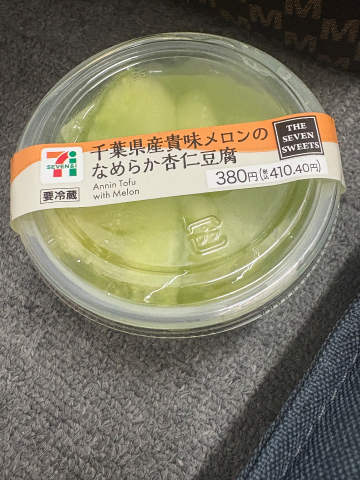 千葉県産貴味メロンの
なめらか杏仁豆腐
Annin Tofu
with Melon
380円(税込410.40円)
THE
SEVEN
SWEETS
7
SEVEN&i
要冷蔵